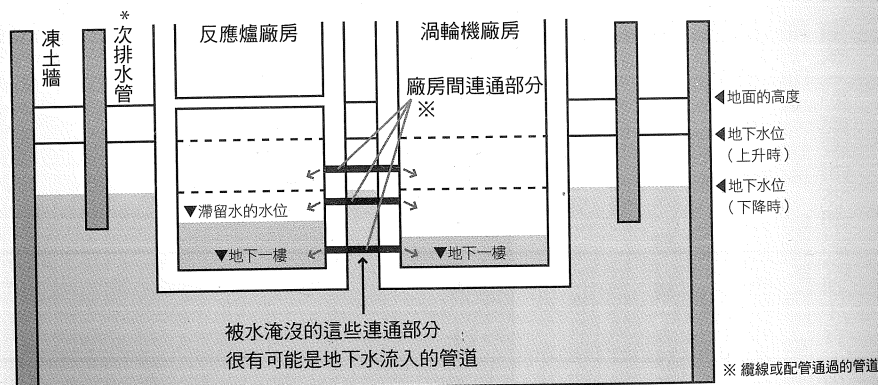 凍土牆
*次排水管
反應爐廠房
渦輪機廠房
廠房間連通部分
※
◀地面的高度
◀地下水位
(上升時)
◀地下水位
(下降時)
▼滯留水的水位
▼地下一樓
▼地下一樓
被水淹沒的這些連通部分
很有可能是地下水流入的管道
※ 纜線或配管通過的管道